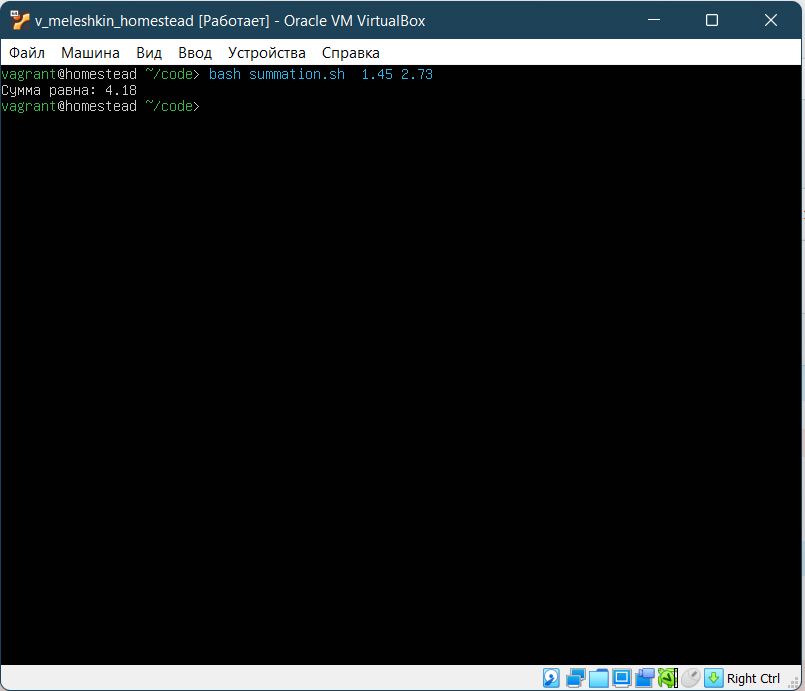 v_meleshkin_homestead [Работает] - Oracle VM VirtualBox
Файл Машина Вид Ввод Устройства Справка
vagrant@homestead ~/code> bash summation.sh  1.45 2.73
Сумма равна: 4.18
vagrant@homestead ~/code>
Right Ctrl